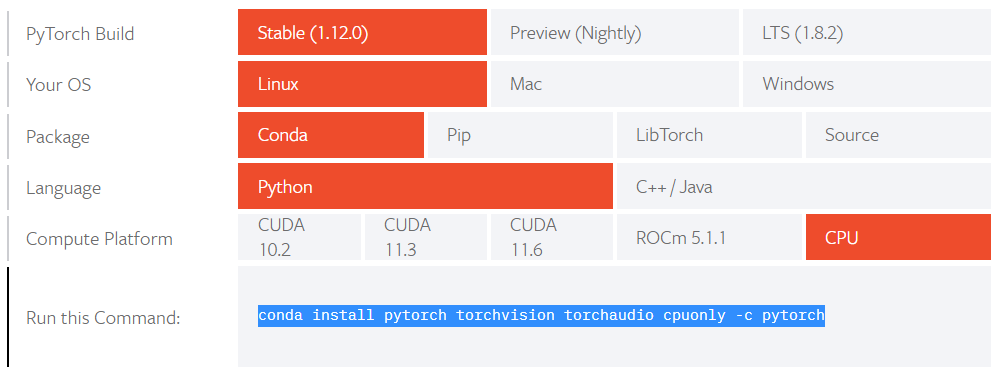 PyTorch Build
Stable (1.12.0)
Preview (Nightly)
LTS (1.8.2)
Your OS
Linux
Mac
Windows
Package
Conda
Pip
LibTorch
Source
Language
Python
C++ / Java
Compute Platform
CUDA
10.2
CUDA
11.3
CUDA
11.6
ROCm 5.1.1
CPU
Run this Command:
conda install pytorch torchvision torchaudio cpuonly -c pytorch